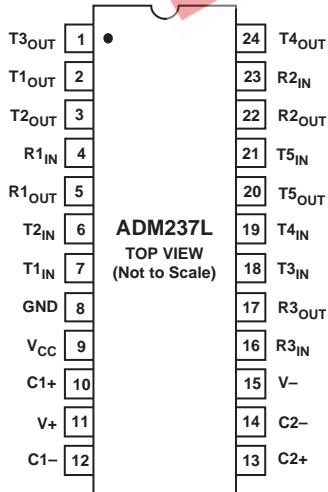 T3OUT 1 24 T4OUT
T1OUT 2 23 R2IN
T2OUT 3 22 R2OUT
R1IN 4 21 T5IN
R1OUT 5 20 T5OUT
T2IN 6 ADM237L 19 T4IN
TOP VIEW
T1IN 7 (Not to Scale) 18 T3IN
GND 8 17 R3OUT
VCC 9 16 R3IN
C1+ 10 15 V–
V+ 11 14 C2–
C1– 12 13 C2+